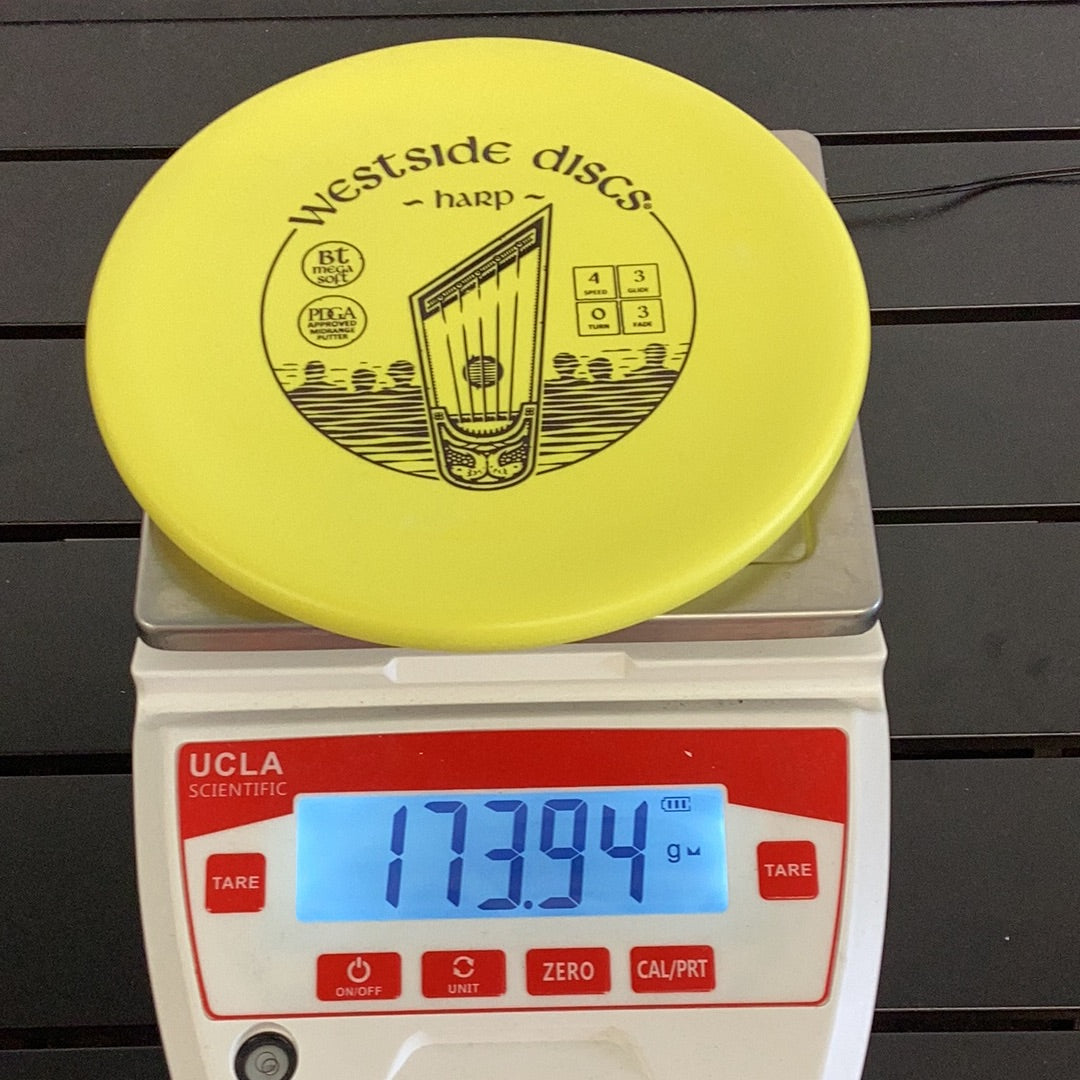 WESTSIDE DISCS®
~ HARP ~
BT
MEGA
SOFT
PDGA
APPROVED
MIDRANGE
PUTTER
4 3
SPEED GLIDE
0 3
TURN FADE
UCLA
SCIENTIFIC
173.94 g
TARE
TARE
ON/OFF
UNIT
ZERO
CAL/PRT